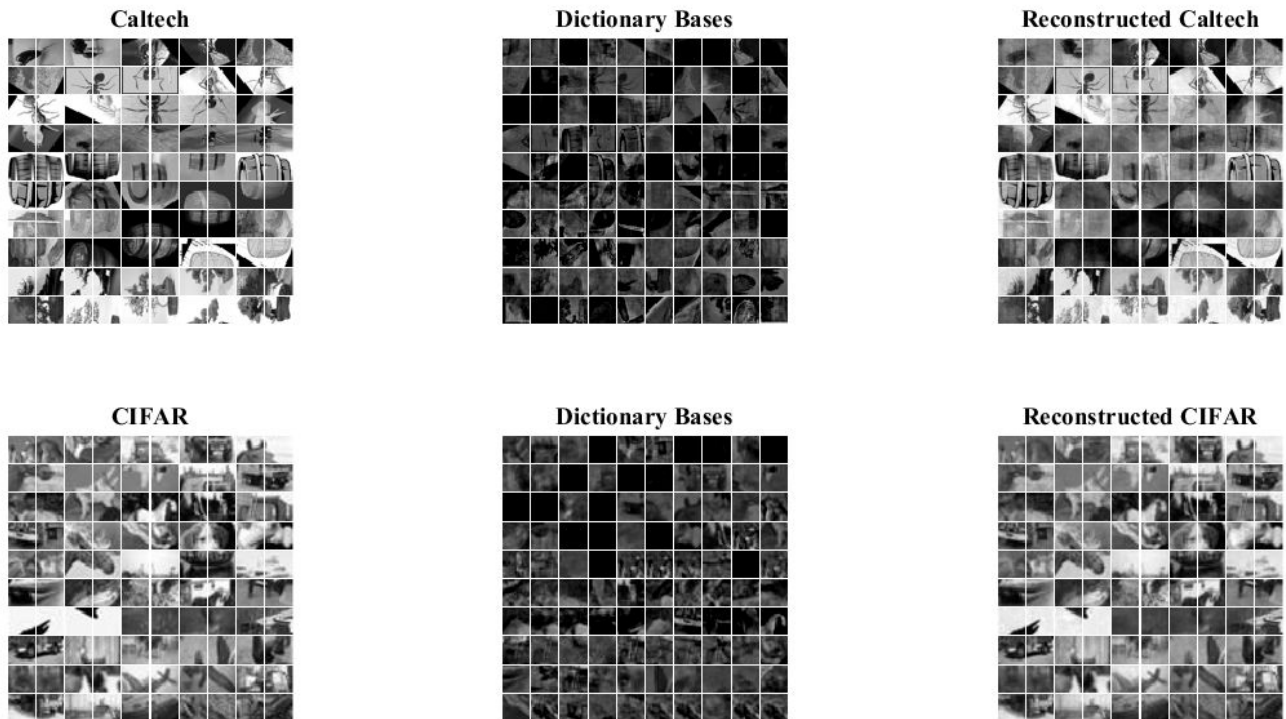 Caltech
Dictionary Bases
Reconstructed Caltech
CIFAR
Dictionary Bases
Reconstructed CIFAR